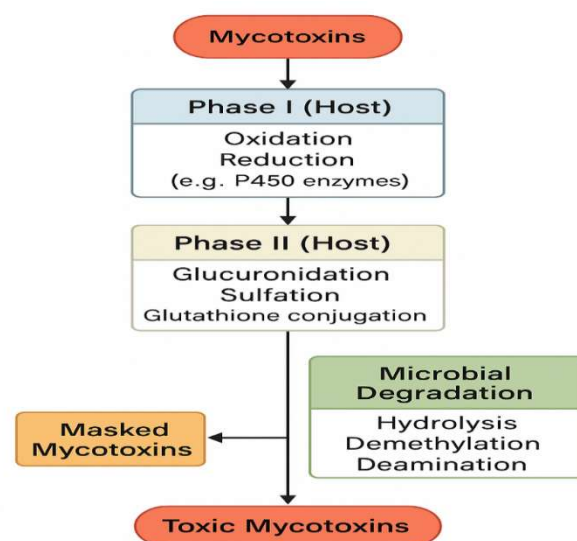 Mycotoxins
Phase I (Host)
Oxidation
Reduction
(e.g. P450 enzymes)
Phase II (Host)
Glucuronidation
Sulfation
Glutathione conjugation
Microbial
Degradation
Hydrolysis
Demethylation
Deamination
Masked
Mycotoxins
Toxic Mycotoxins